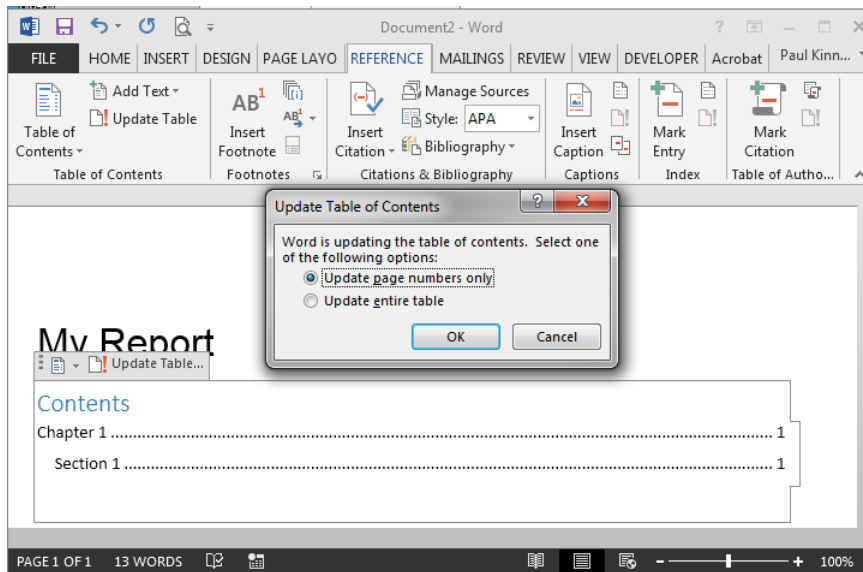 Document2 - Word
FILE HOME INSERT DESIGN PAGE LAYO REFERENCE MAILINGS REVIEW VIEW DEVELOPER Acrobat Paul Kinn...
Table of Contents
Add Text
Update Table
AB1
Insert Footnote
AB1
Insert Citation
Manage Sources
Style: APA
Bibliography
Insert Caption
Mark Entry
Mark Citation
Table of Contents Footnotes Citations & Bibliography Captions Index Table of Autho...
Update Table of Contents
Word is updating the table of contents. Select one
of the following options:
Update page numbers only
Update entire table
OK Cancel
My Report
Update Table...
Contents
Chapter 1 ........ 1
Section 1 ........ 1
PAGE 1 OF 1 13 WORDS 100%